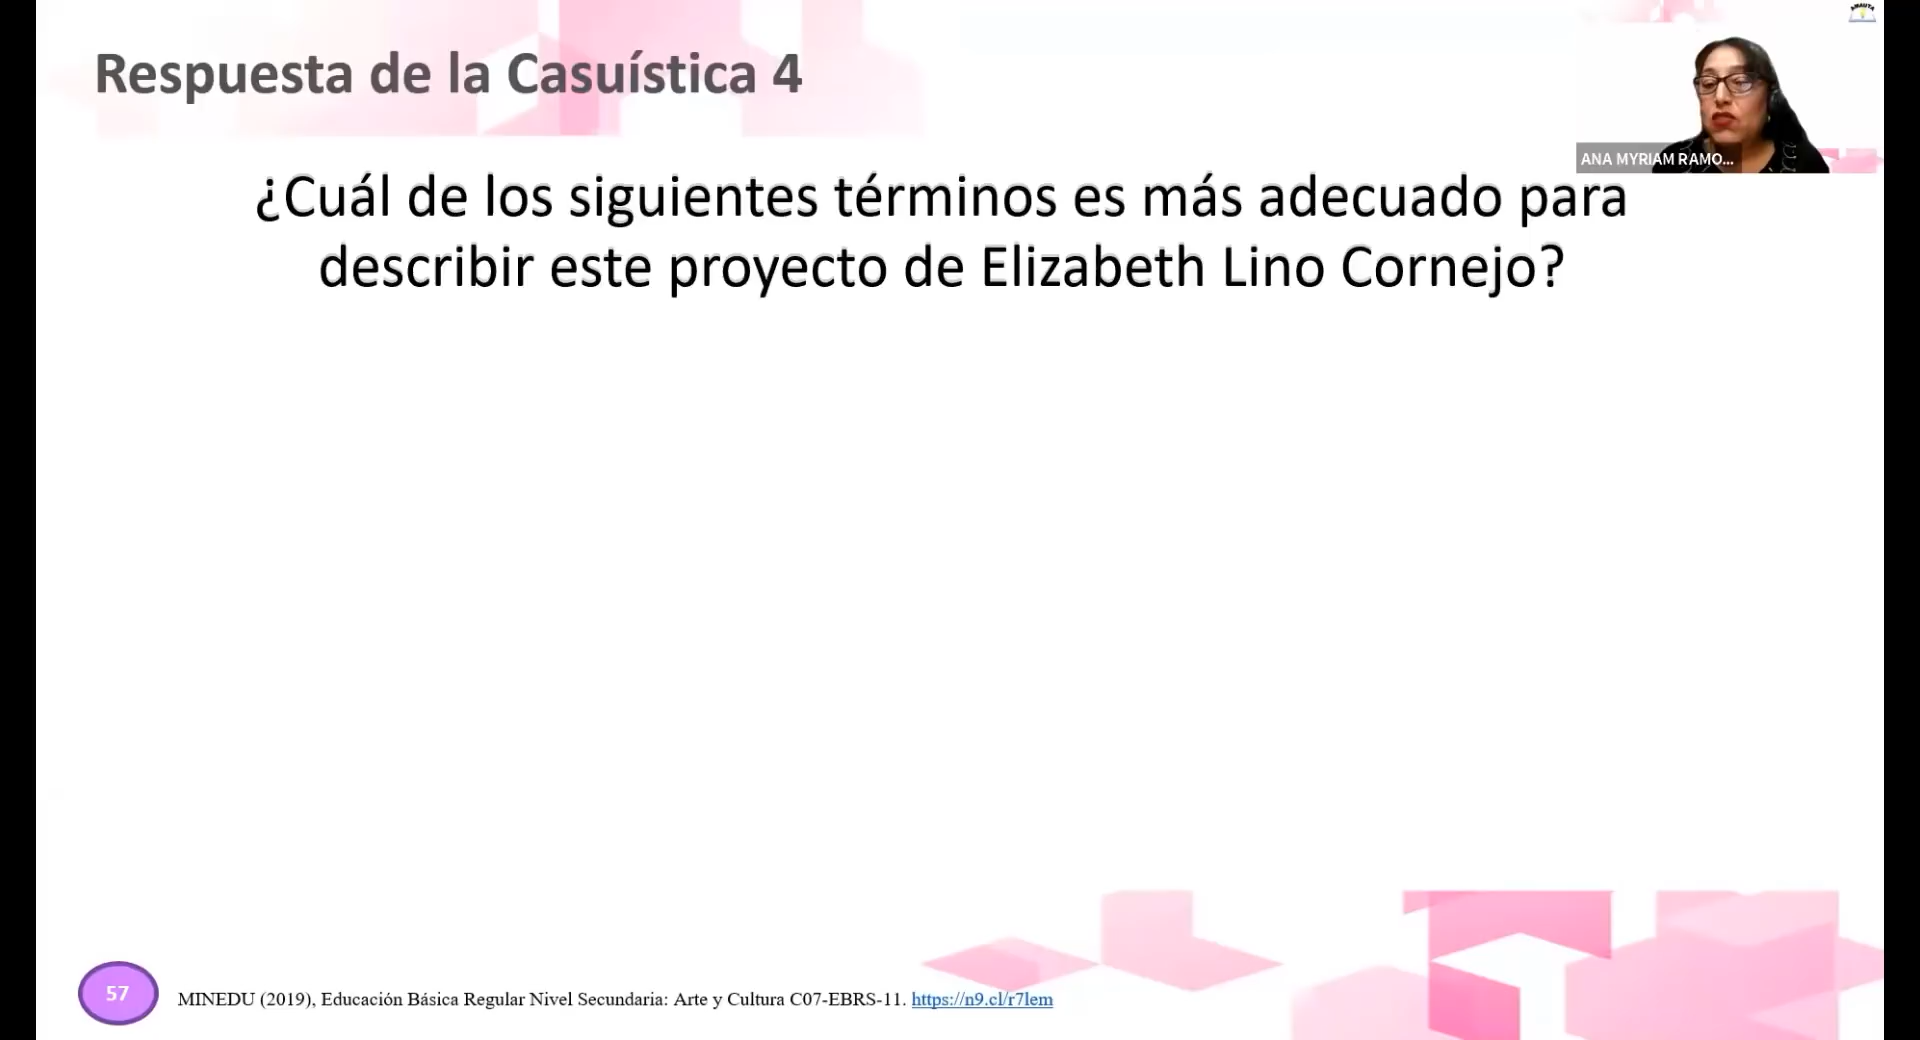 AMAUTA
Respuesta de la Casuística 4
ANA MYRIAM RAMO...
¿Cuál de los siguientes términos es más adecuado para
describir este proyecto de Elizabeth Lino Cornejo?
57
MINEDU (2019), Educación Básica Regular Nivel Secundaria: Arte y Cultura C07-EBRS-11. https://n9.cl/r7lem